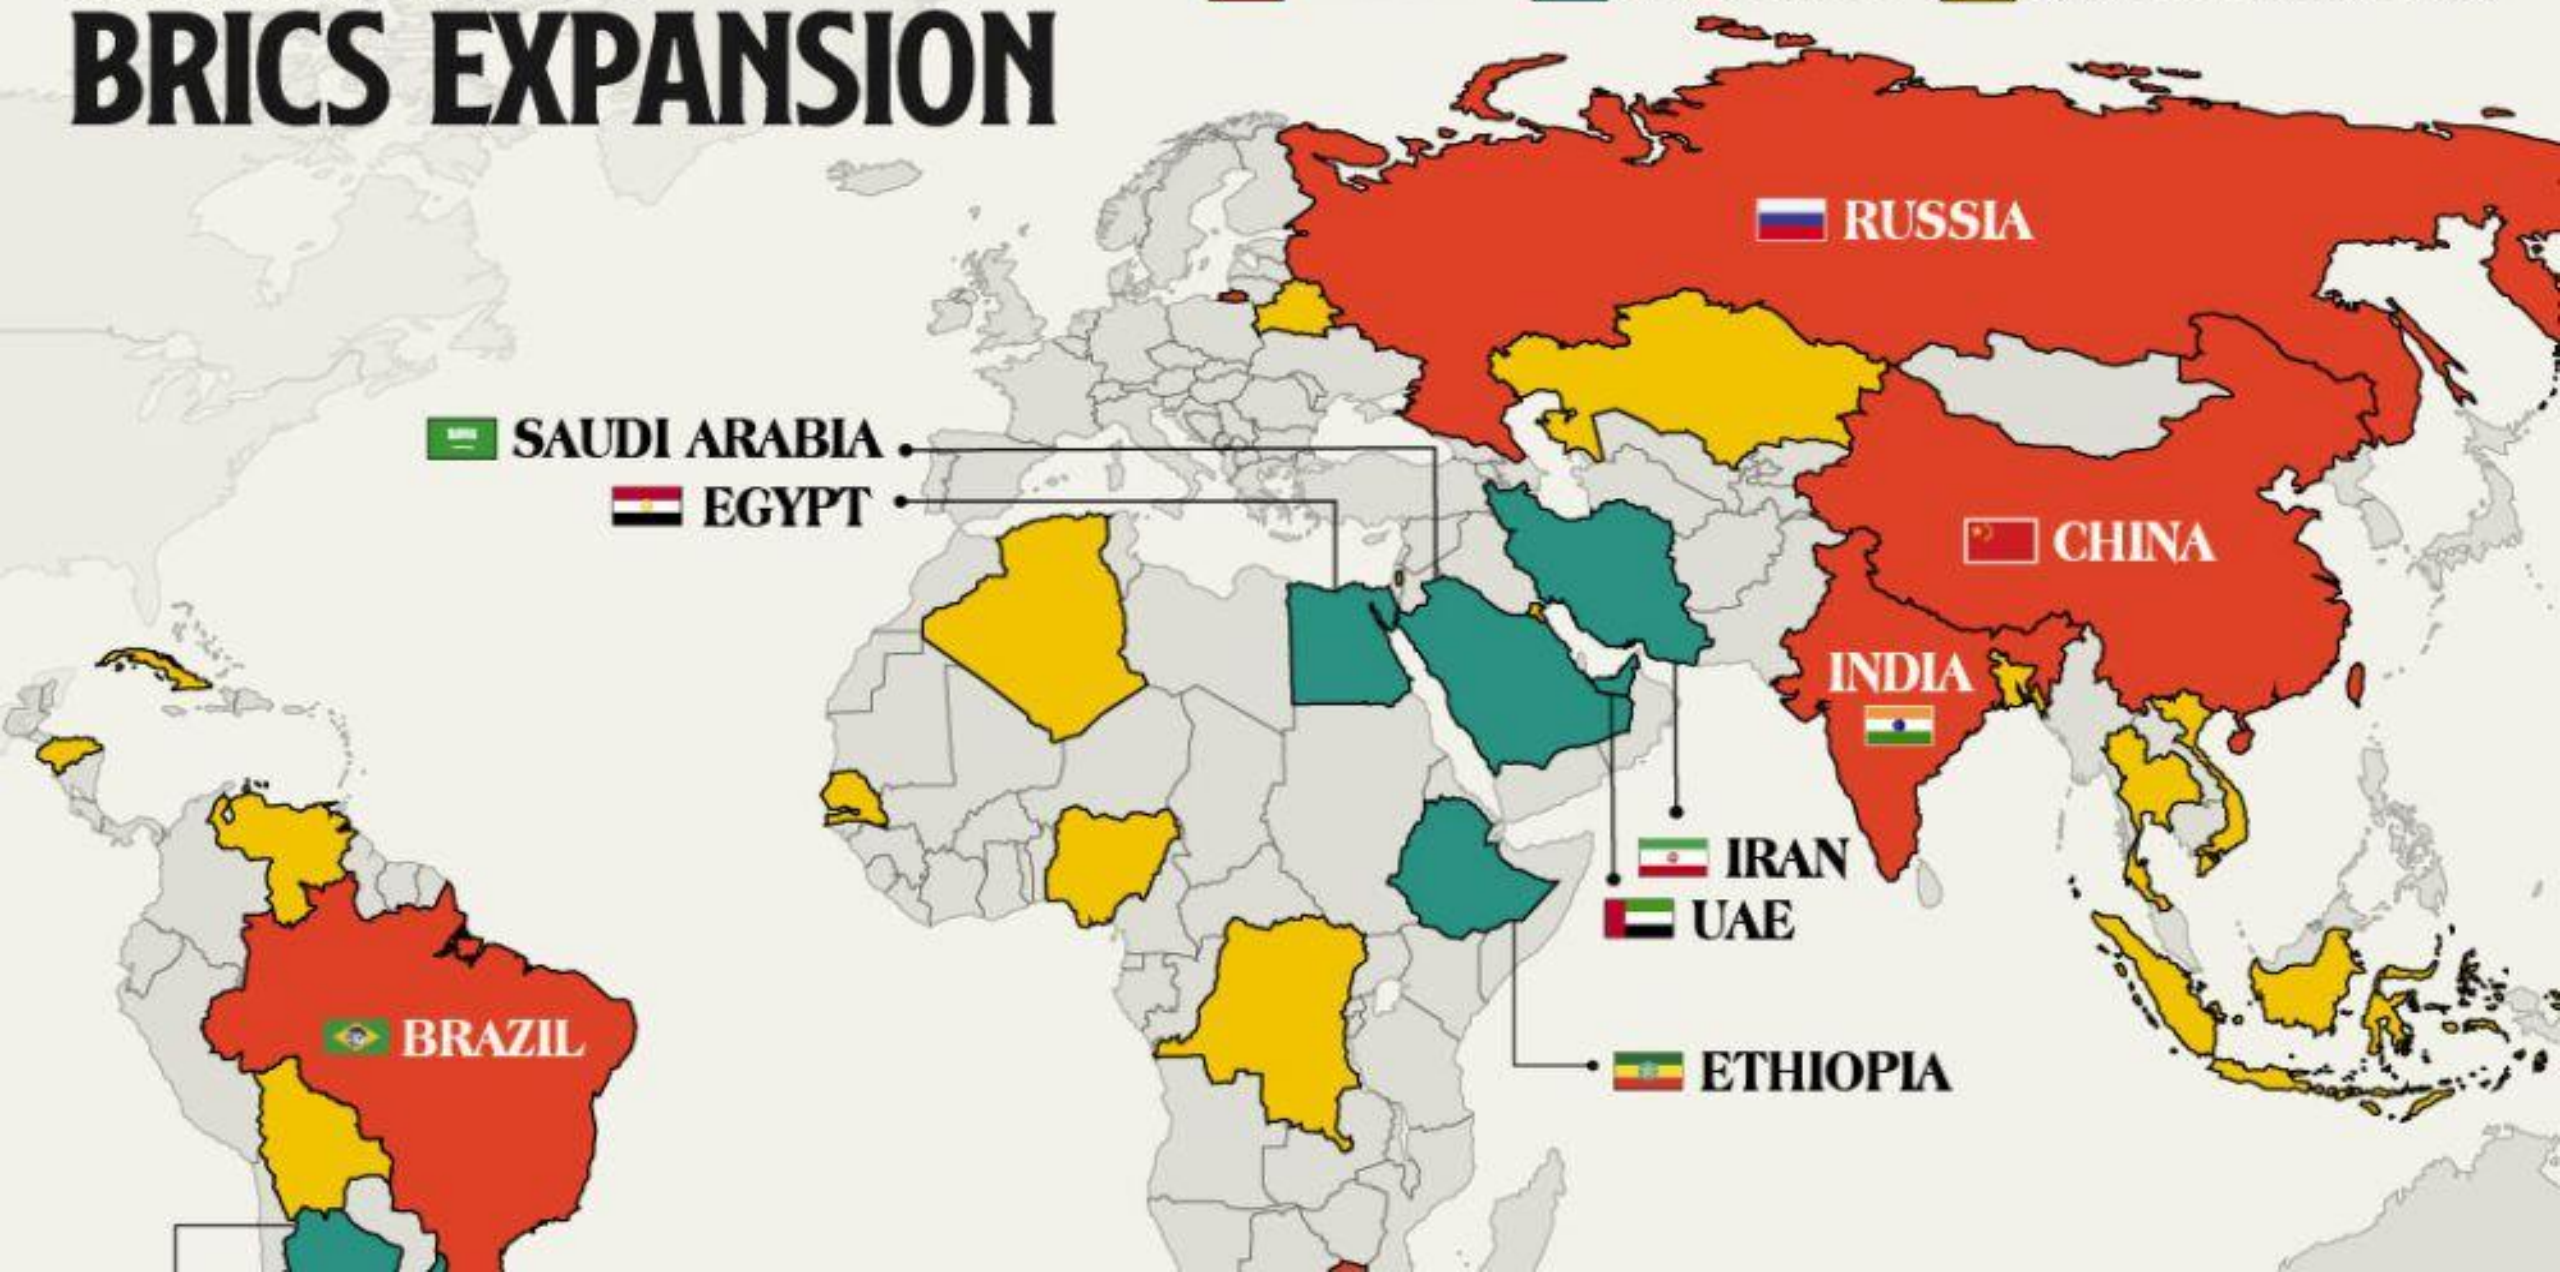 BRICS EXPANSION
RUSSIA
SAUDI ARABIA
EGYPT
CHINA
INDIA
IRAN
UAE
BRAZIL
ETHIOPIA